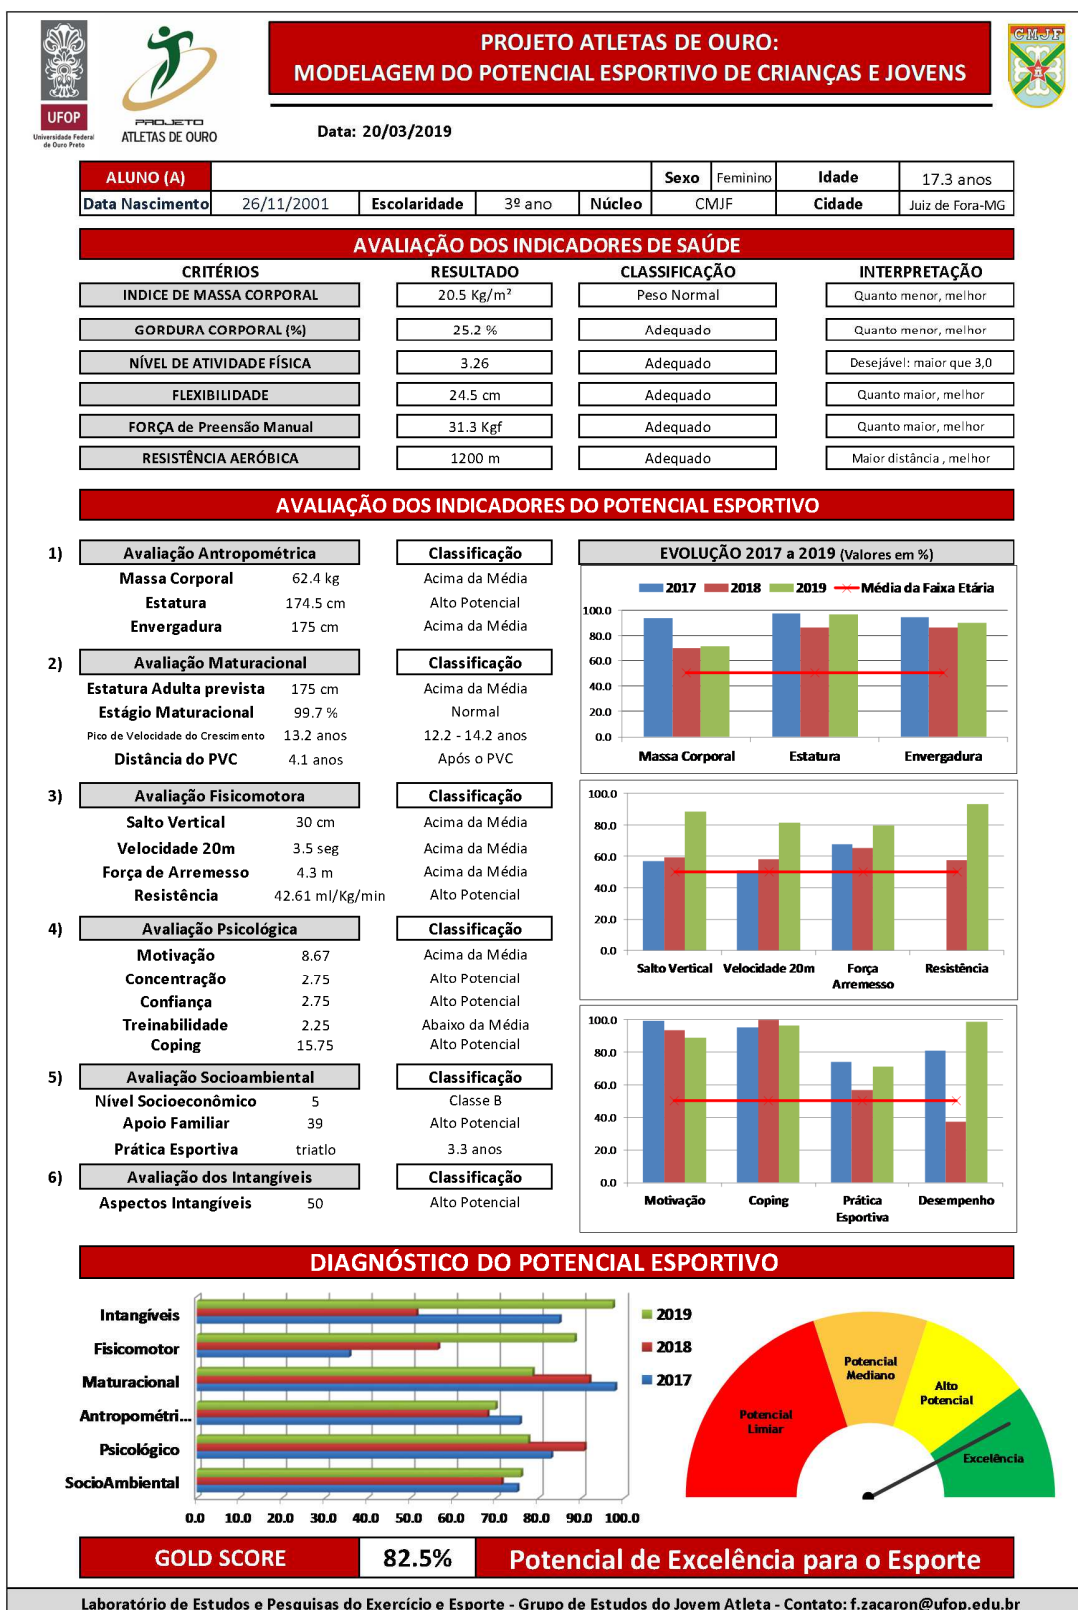 PROJETO ATLETAS DE OURO:
MODELAGEM DO POTENCIAL ESPORTIVO DE CRIANÇAS E JOVENS
CMJF
UFOP
Universidade Federal
de Ouro Preto
PROJETO
ATLETAS DE OURO
Data: 20/03/2019
ALUNO (A) Sexo Feminino Idade 17.3 anos
Data Nascimento 26/11/2001 Escolaridade 3º ano Núcleo CMJF Cidade Juiz de Fora-MG
AVALIAÇÃO DOS INDICADORES DE SAÚDE
CRITÉRIOS RESULTADO CLASSIFICAÇÃO INTERPRETAÇÃO
INDICE DE MASSA CORPORAL 20.5 Kg/m² Peso Normal Quanto menor, melhor
GORDURA CORPORAL (%) 25.2 % Adequado Quanto menor, melhor
NÍVEL DE ATIVIDADE FÍSICA 3.26 Adequado Desejável: maior que 3,0
FLEXIBILIDADE 24.5 cm Adequado Quanto maior, melhor
FORÇA de Preensão Manual 31.3 Kgf Adequado Quanto maior, melhor
RESISTÊNCIA AERÓBICA 1200 m Adequado Maior distância , melhor
AVALIAÇÃO DOS INDICADORES DO POTENCIAL ESPORTIVO
1) Avaliação Antropométrica Classificação
Massa Corporal 62.4 kg Acima da Média
Estatura 174.5 cm Alto Potencial
Envergadura 175 cm Acima da Média
2) Avaliação Maturacional Classificação
Estatura Adulta prevista 175 cm Acima da Média
Estágio Maturacional 99.7 % Normal
Pico de Velocidade do Crescimento 13.2 anos 12.2 - 14.2 anos
Distância do PVC 4.1 anos Após o PVC
3) Avaliação Fisicomotora Classificação
Salto Vertical 30 cm Acima da Média
Velocidade 20m 3.5 seg Acima da Média
Força de Arremesso 4.3 m Acima da Média
Resistência 42.61 ml/Kg/min Alto Potencial
4) Avaliação Psicológica Classificação
Motivação 8.67 Acima da Média
Concentração 2.75 Alto Potencial
Confiança 2.75 Alto Potencial
Treinabilidade 2.25 Abaixo da Média
Coping 15.75 Alto Potencial
5) Avaliação Socioambiental Classificação
Nível Socioeconômico 5 Classe B
Apoio Familiar 39 Alto Potencial
Prática Esportiva triatlo 3.3 anos
6) Avaliação dos Intangíveis Classificação
Aspectos Intangíveis 50 Alto Potencial
EVOLUÇÃO 2017 a 2019 (Valores em %)
2017 2018 2019 Média da Faixa Etária
100.0
80.0
60.0
40.0
20.0
0.0
Massa Corporal Estatura Envergadura
100.0
80.0
60.0
40.0
20.0
0.0
Salto Vertical Velocidade 20m Força Resistência
Arremesso
100.0
80.0
60.0
40.0
20.0
0.0
Motivação Coping Prática Desempenho
Esportiva
DIAGNÓSTICO DO POTENCIAL ESPORTIVO
Intangíveis
Fisicomotor
Maturacional
Antropométri...
Psicológico
SocioAmbiental
0.0 10.0 20.0 30.0 40.0 50.0 60.0 70.0 80.0 90.0 100.0
2019
2018
2017
Potencial
Limiar
Potencial
Mediano
Alto
Potencial
Excelência
GOLD SCORE 82.5% Potencial de Excelência para o Esporte
Laboratório de Estudos e Pesquisas do Exercício e Esporte - Grupo de Estudos do Jovem Atleta - Contato: f.zacaron@ufop.edu.br